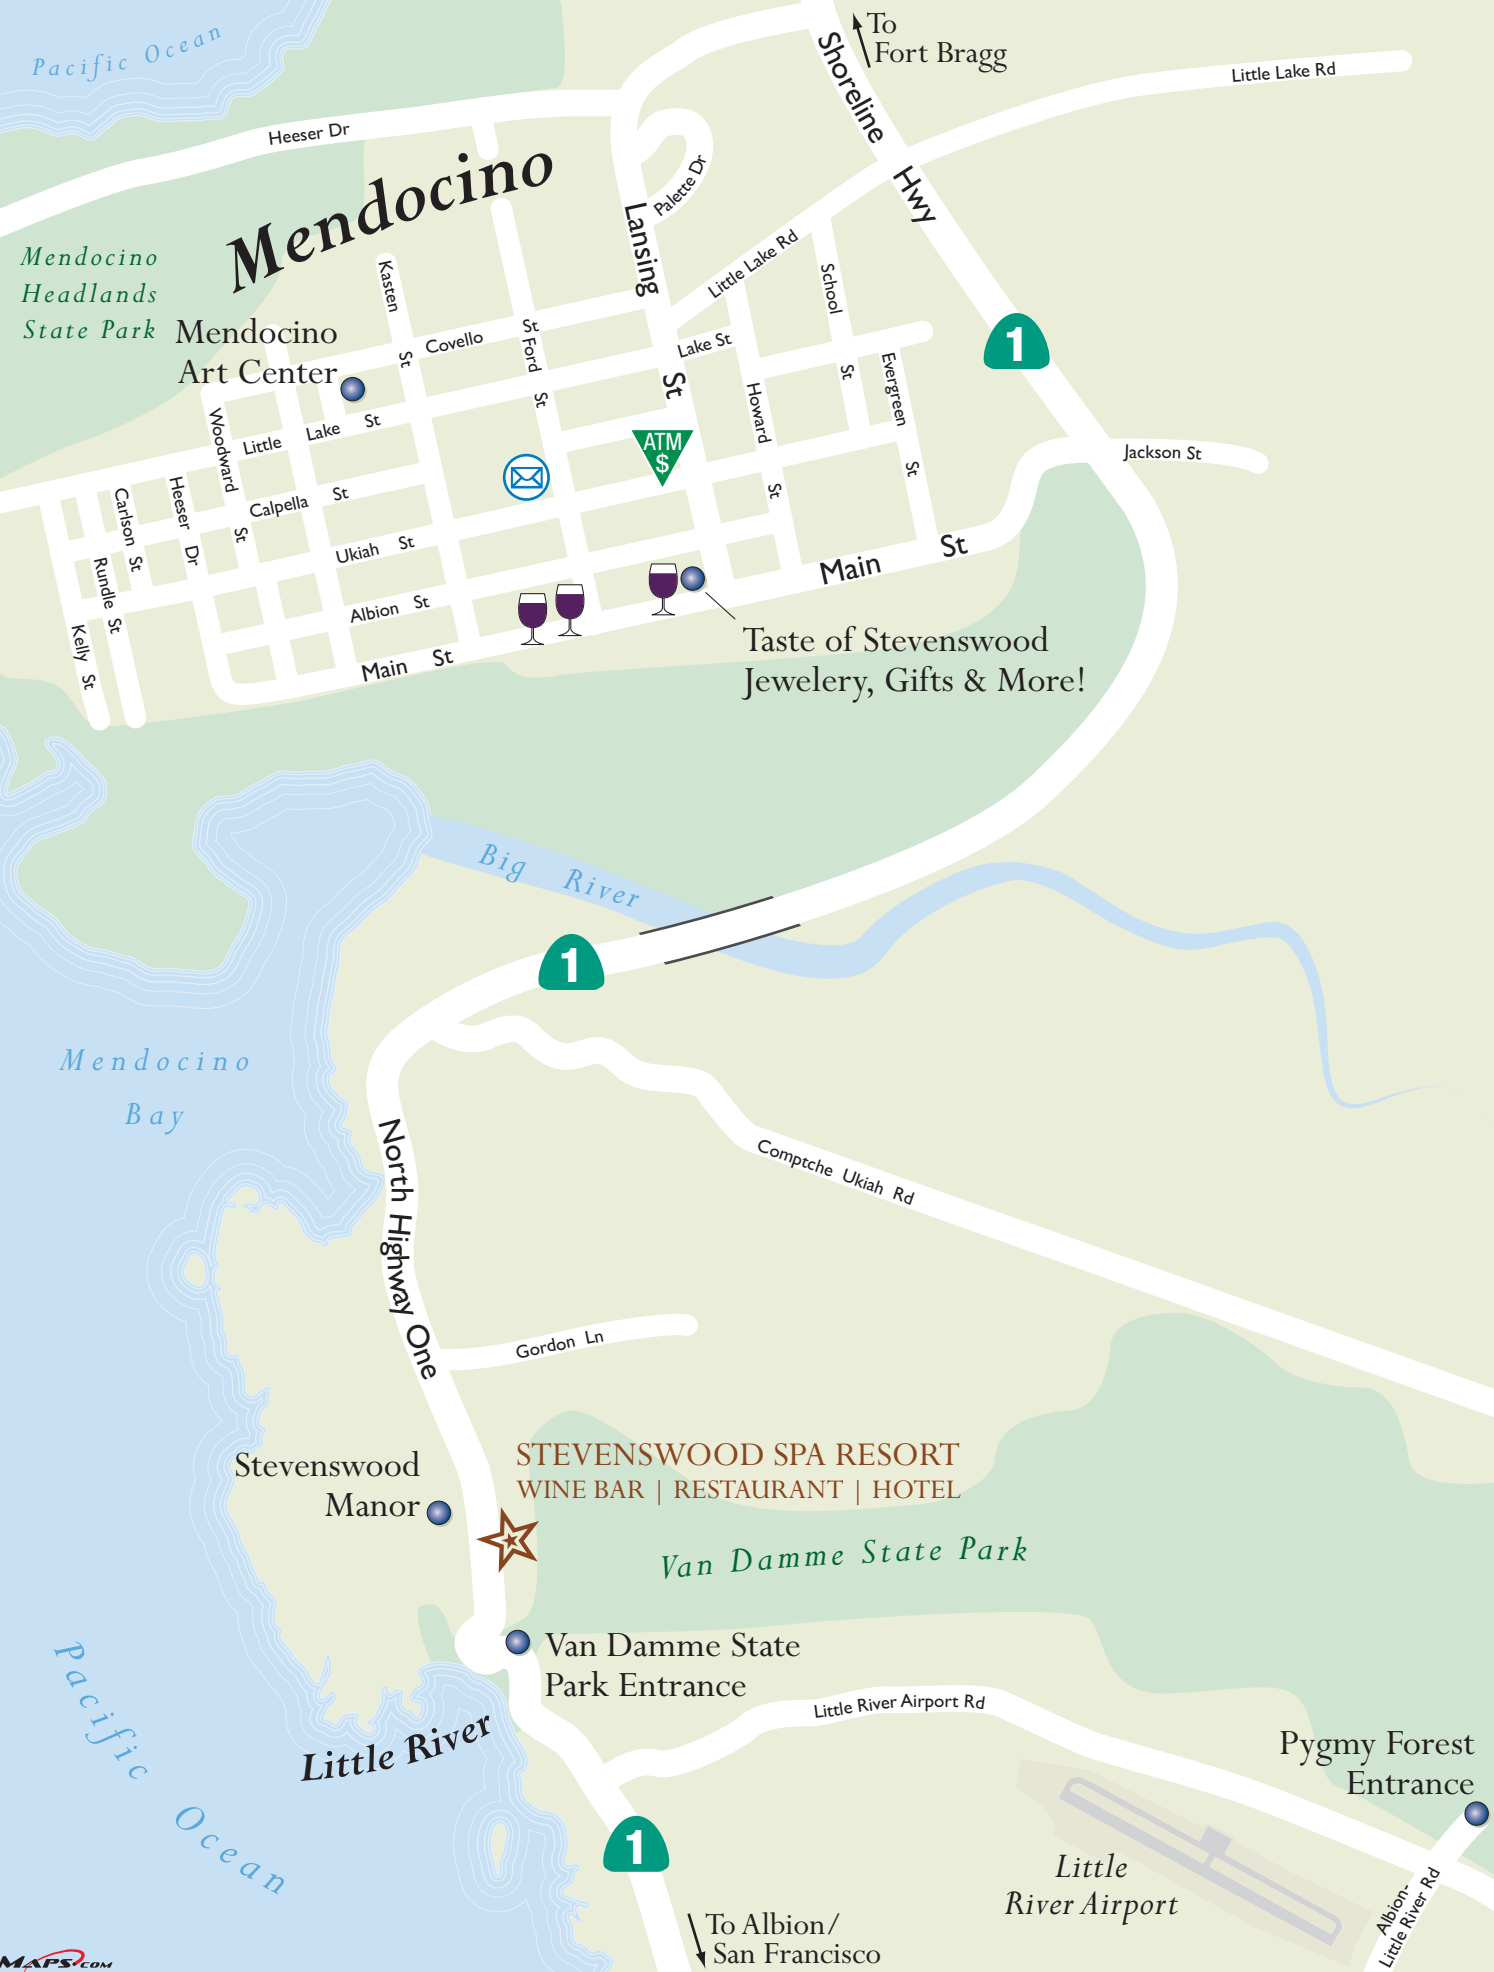 Pacific Ocean
To
Fort Bragg
Shoreline Hwy
Little Lake Rd
Heeser Dr
Mendocino
Palette Dr
Lansing St
Mendocino
Headlands
State Park
Kasten St
Little Lake Rd
School St
Mendocino
Art Center
Covello St
Ford St
Lake St
1
Evergreen St
Howard St
Woodward St
Little Lake St
ATM
$
Jackson St
Carlson St
Heeser Dr
Calpella St
Ukiah St
Rundle St
Albion St
Main St
Kelly St
Main St
Taste of Stevenswood
Jewelery, Gifts & More!
Big River
1
Mendocino
Bay
North Highway One
Comptche Ukiah Rd
Gordon Ln
Stevenswood
Manor
STEVENSWOOD SPA RESORT
WINE BAR | RESTAURANT | HOTEL
Van Damme State Park
Van Damme State
Park Entrance
Pacific Ocean
Little River
Little River Airport Rd
Pygmy Forest
Entrance
1
Little
River Airport
Albion-
Little River Rd
To Albion/
San Francisco
MAPS.COM